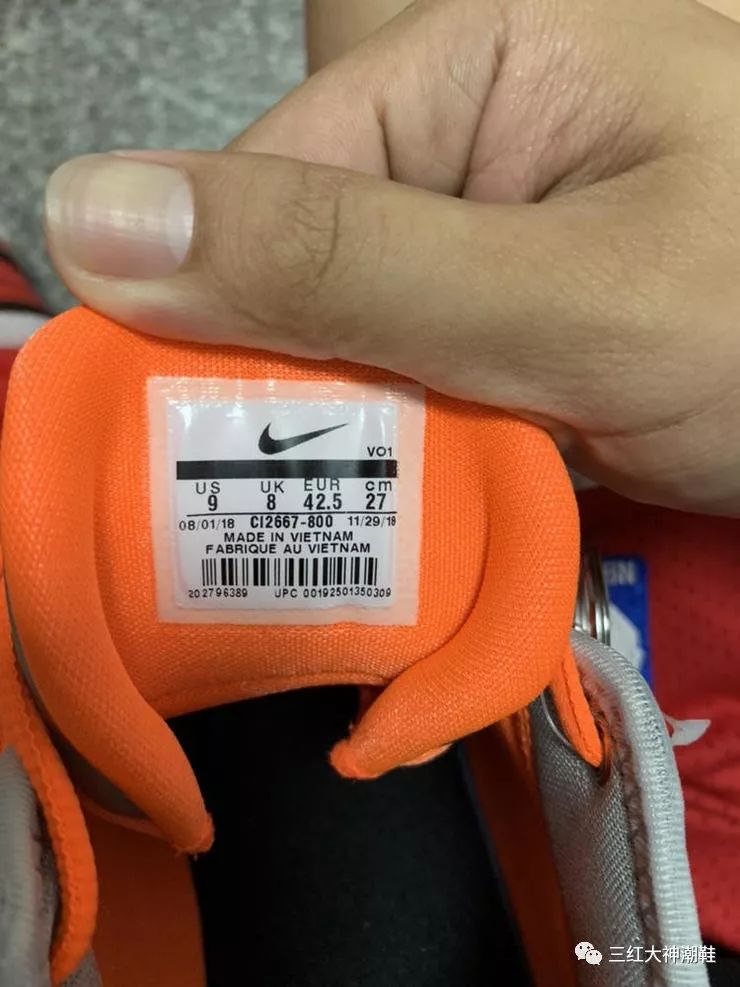 VO1
US UK EUR cm
9 8 42.5 27
08/01/18 CI2667-800 11/29/18
MADE IN VIETNAM
FABRIQUE AU VIETNAM
202796389 UPC 00192501350309
三红大神潮鞋